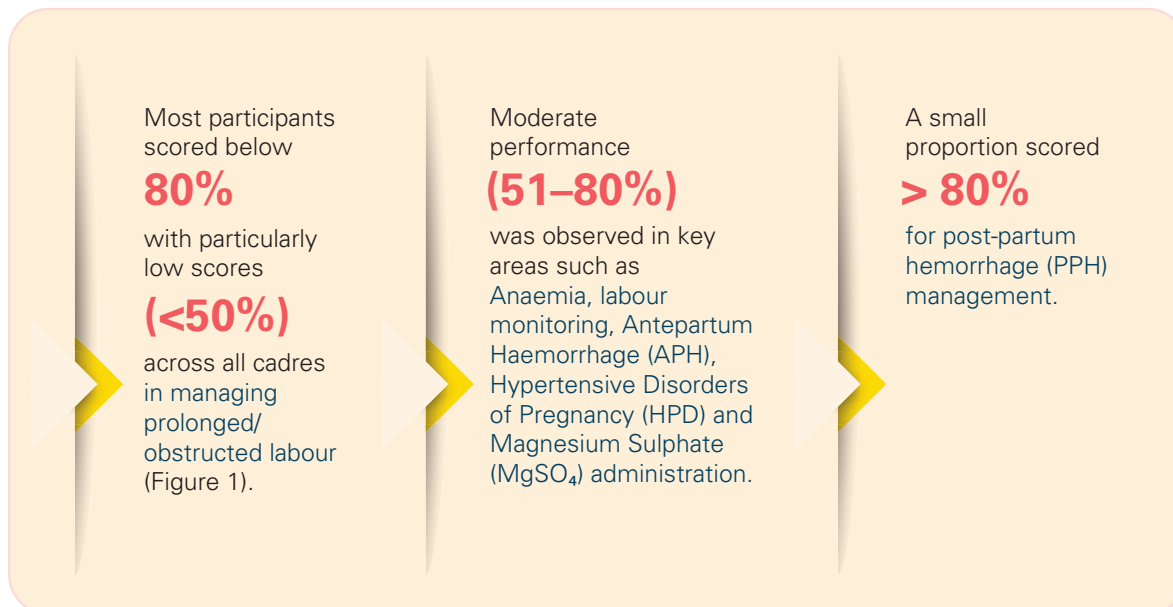 Most participants
scored below
80%
with particularly
low scores
(<50%)
across all cadres
in managing
prolonged/
obstructed labour
(Figure 1).
Moderate
performance
(51–80%)
was observed in key
areas such as
Anaemia, labour
monitoring, Antepartum
Haemorrhage (APH),
Hypertensive Disorders
of Pregnancy (HPD) and
Magnesium Sulphate
(MgSO₄) administration.
A small
proportion scored
> 80%
for post-partum
hemorrhage (PPH)
management.